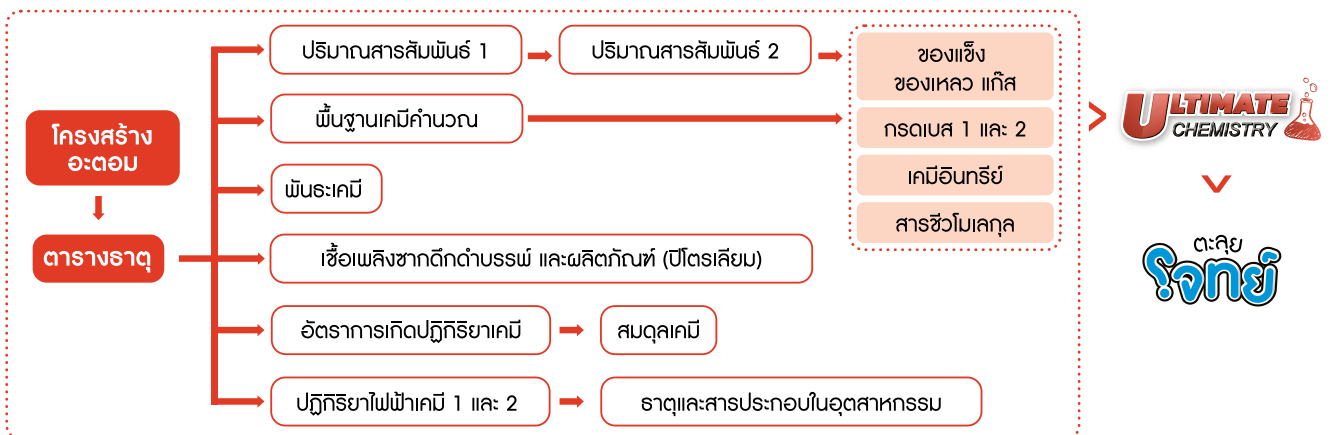 โครงสร้าง
อะตอม
ตารางธาตุ
ปริมาณสารสัมพันธ์ 1
ปริมาณสารสัมพันธ์ 2
พื้นฐานเคมีคำนวณ
พันธะเคมี
เชื้อเพลิงซากดึกดำบรรพ์ และผลิตภัณฑ์ (ปิโตรเลียม)
อัตราการเกิดปฏิกิริยาเคมี
สมดุลเคมี
ปฏิกิริยาไฟฟ้าเคมี 1 และ 2
ธาตุและสารประกอบในอุตสาหกรรม
ของแข็ง
ของเหลว แก๊ส
กรดเบส 1 และ 2
เคมีอินทรีย์
สารชีวโมเลกุล
ULTIMATE
CHEMISTRY
ตะลุย
โจทย์